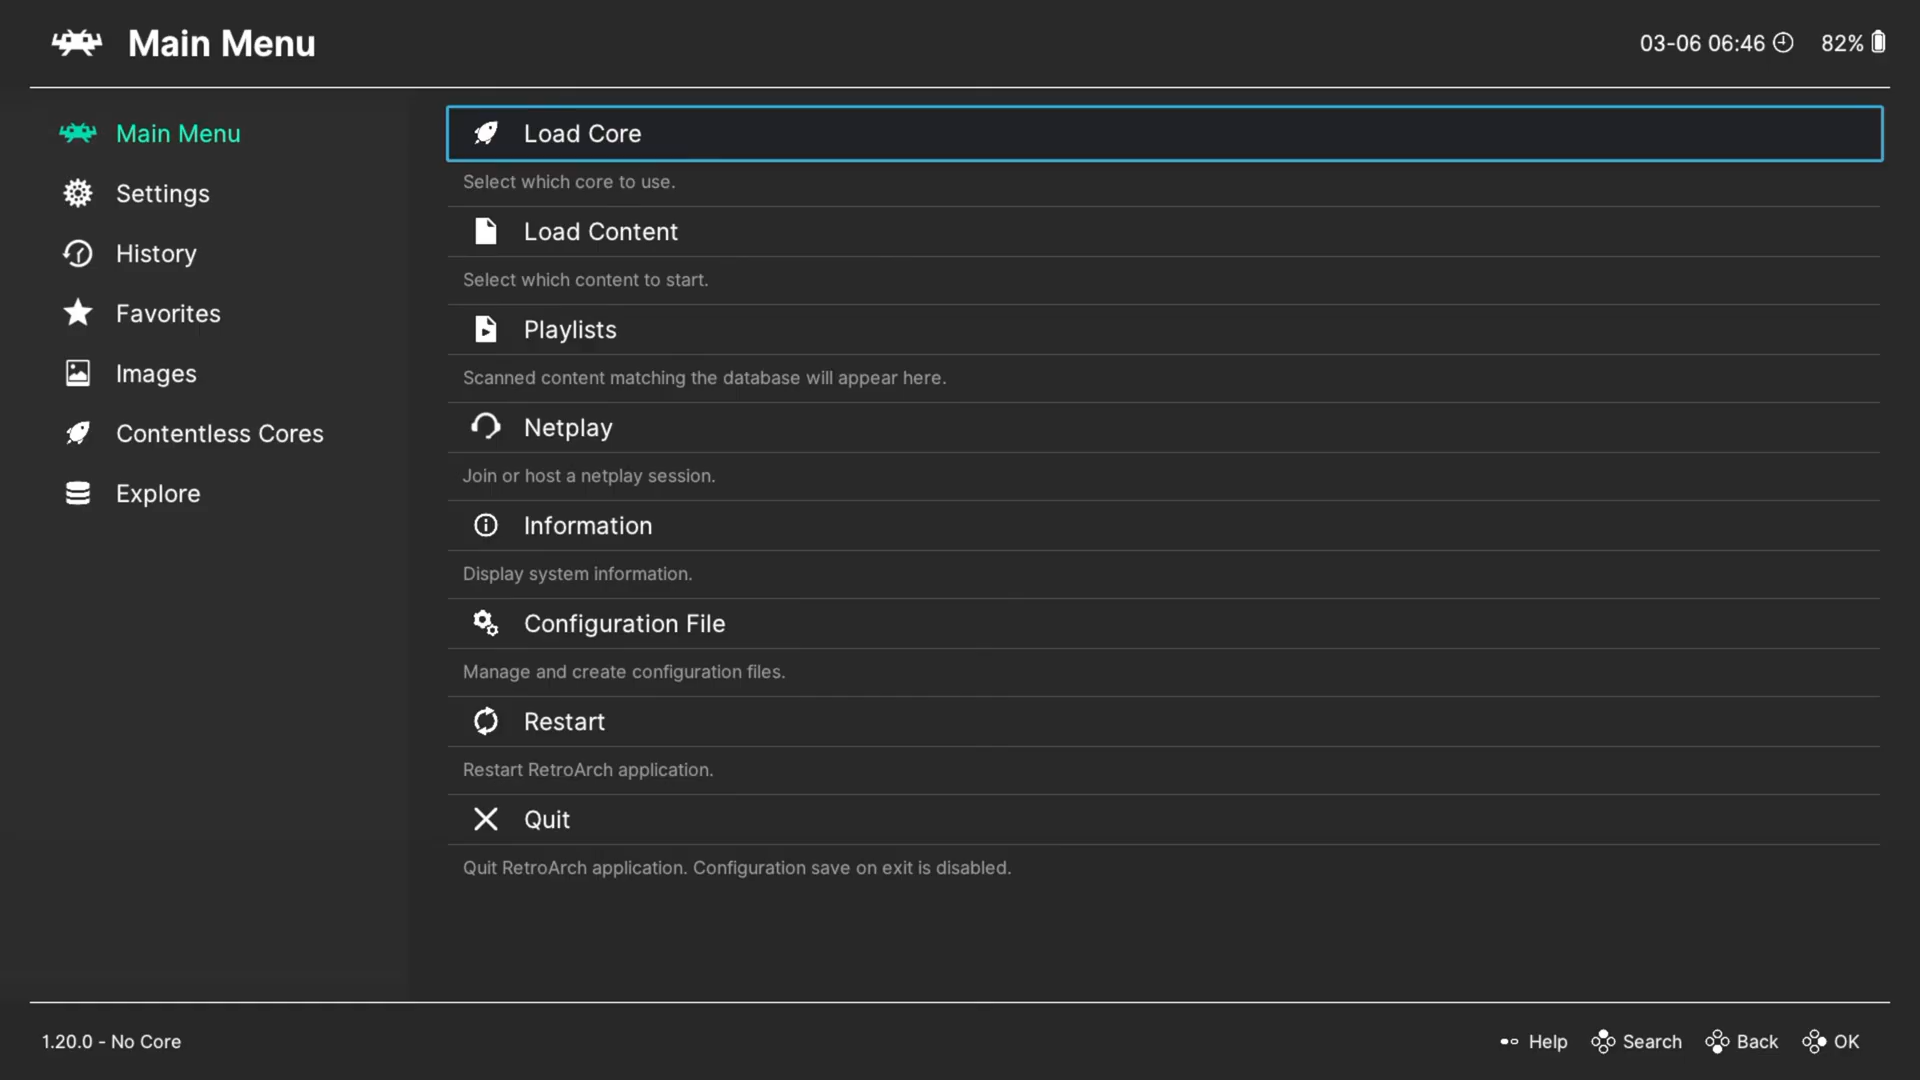 Main Menu
03-06 06:46
82%
Main Menu
Settings
History
Favorites
Images
Contentless Cores
Explore
Load Core
Select which core to use.
Load Content
Select which content to start.
Playlists
Scanned content matching the database will appear here.
Netplay
Join or host a netplay session.
Information
Display system information.
Configuration File
Manage and create configuration files.
Restart
Restart RetroArch application.
Quit
Quit RetroArch application. Configuration save on exit is disabled.
1.20.0 - No Core
Help
Search
Back
OK